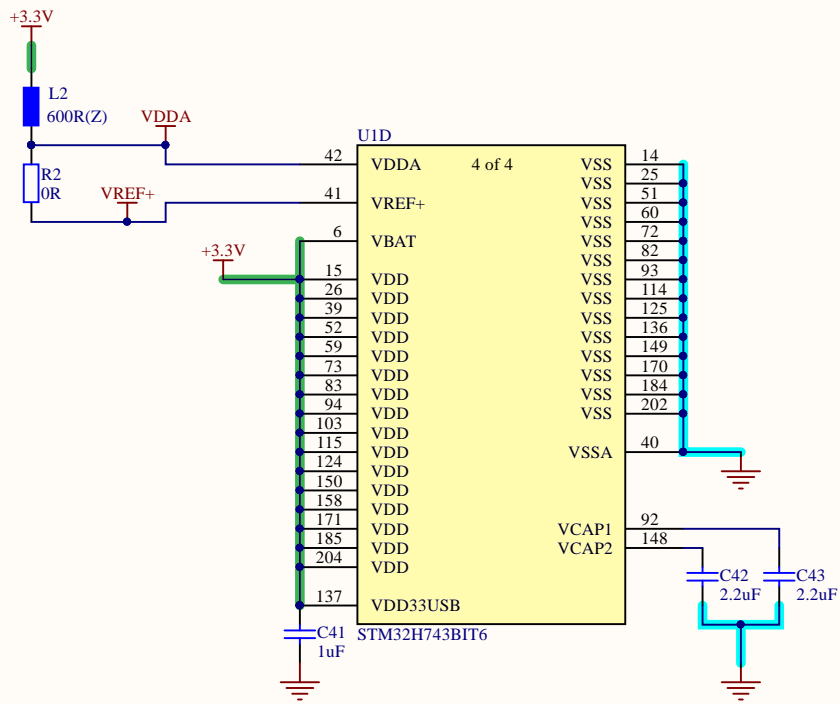 +3.3V
L2
600R(Z)
VDDA
R2
0R
VREF+
+3.3V
U1D
4 of 4
42 VDDA
41 VREF+
6 VBAT
15 VDD
26 VDD
39 VDD
52 VDD
59 VDD
73 VDD
83 VDD
94 VDD
103 VDD
115 VDD
124 VDD
150 VDD
158 VDD
171 VDD
185 VDD
204 VDD
137 VDD33USB
VSS 14
VSS 25
VSS 51
VSS 60
VSS 72
VSS 82
VSS 93
VSS 114
VSS 125
VSS 136
VSS 149
VSS 170
VSS 184
VSS 202
VSSA 40
VCAP1 92
VCAP2 148
STM32H743BIT6
C41
1uF
C42
2.2uF
C43
2.2uF